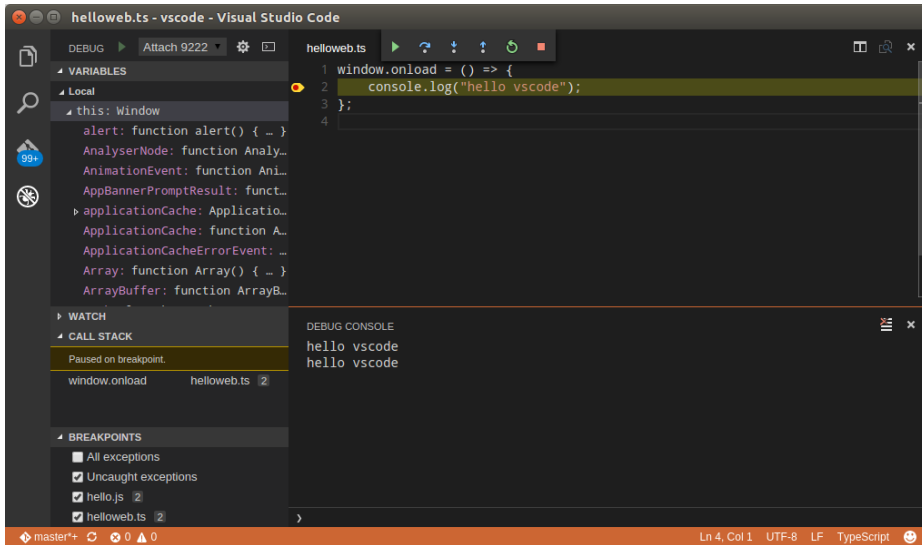 helloweb.ts - vscode - Visual Studio Code
DEBUG Attach 9222
VARIABLES
Local
this: Window
alert: function alert() { … }
AnalyserNode: function Analy…
AnimationEvent: function Ani…
AppBannerPromptResult: funct…
applicationCache: Applicatio…
ApplicationCache: function A…
ApplicationCacheErrorEvent: …
Array: function Array() { … }
ArrayBuffer: function ArrayB…
WATCH
CALL STACK
Paused on breakpoint.
window.onload helloweb.ts 2
BREAKPOINTS
All exceptions
Uncaught exceptions
hello.js 2
helloweb.ts 2
99+
helloweb.ts
1 window.onload = () => {
2 console.log("hello vscode");
3 };
4
DEBUG CONSOLE
hello vscode
hello vscode
master*+ 0 0 Ln 4, Col 1 UTF-8 LF TypeScript